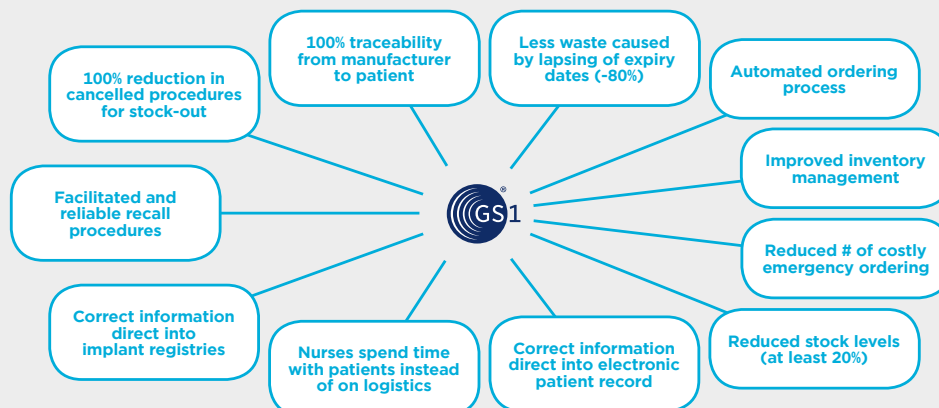 100% reduction in
cancelled procedures
for stock-out
100% traceability
from manufacturer
to patient
Less waste caused
by lapsing of expiry
dates (-80%)
Automated ordering
process
Improved inventory
management
Reduced # of costly
emergency ordering
Reduced stock levels
(at least 20%)
Correct information
direct into electronic
patient record
Nurses spend time
with patients instead
of on logistics
Correct information
direct into
implant registries
Facilitated and
reliable recall
procedures
GS1®